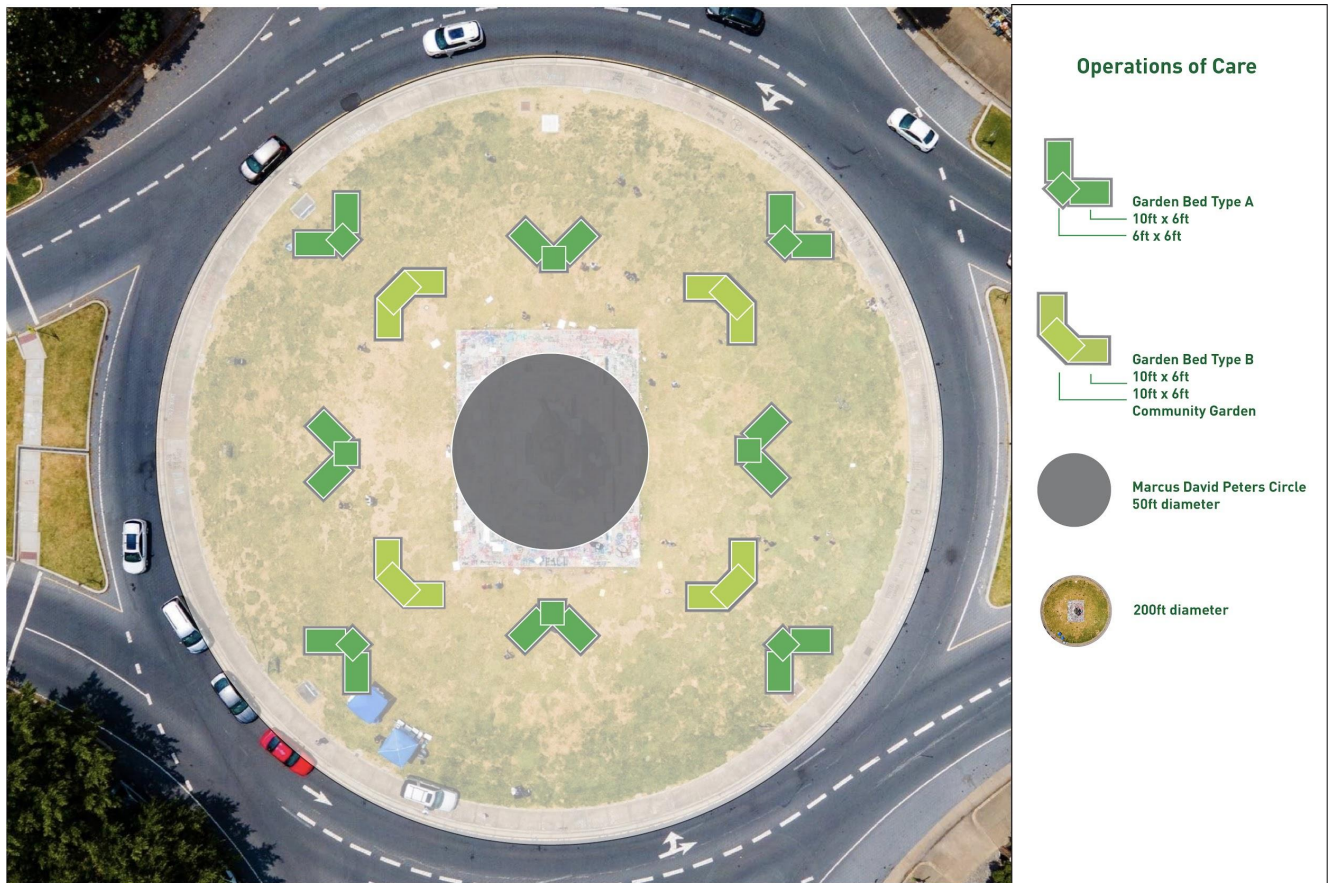 Operations of Care
Garden Bed Type A
10ft x 6ft
6ft x 6ft
Garden Bed Type B
10ft x 6ft
10ft x 6ft
Community Garden
Marcus David Peters Circle
50ft diameter
200ft diameter